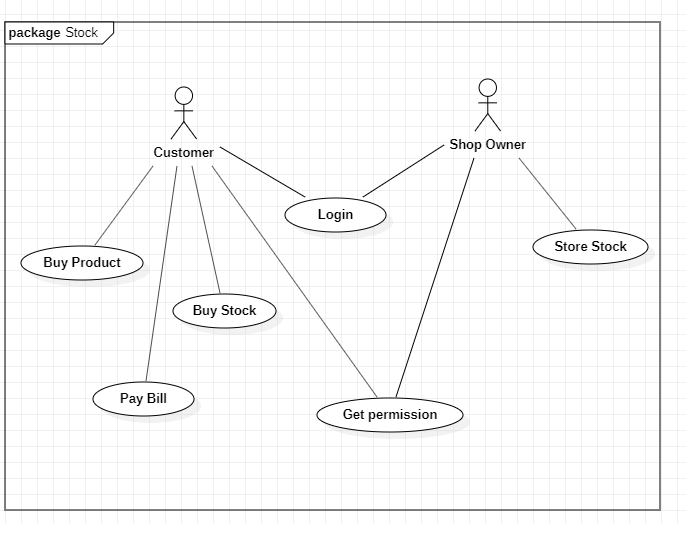 package Stock
Customer
Shop Owner
Login
Store Stock
Buy Product
Buy Stock
Pay Bill
Get permission